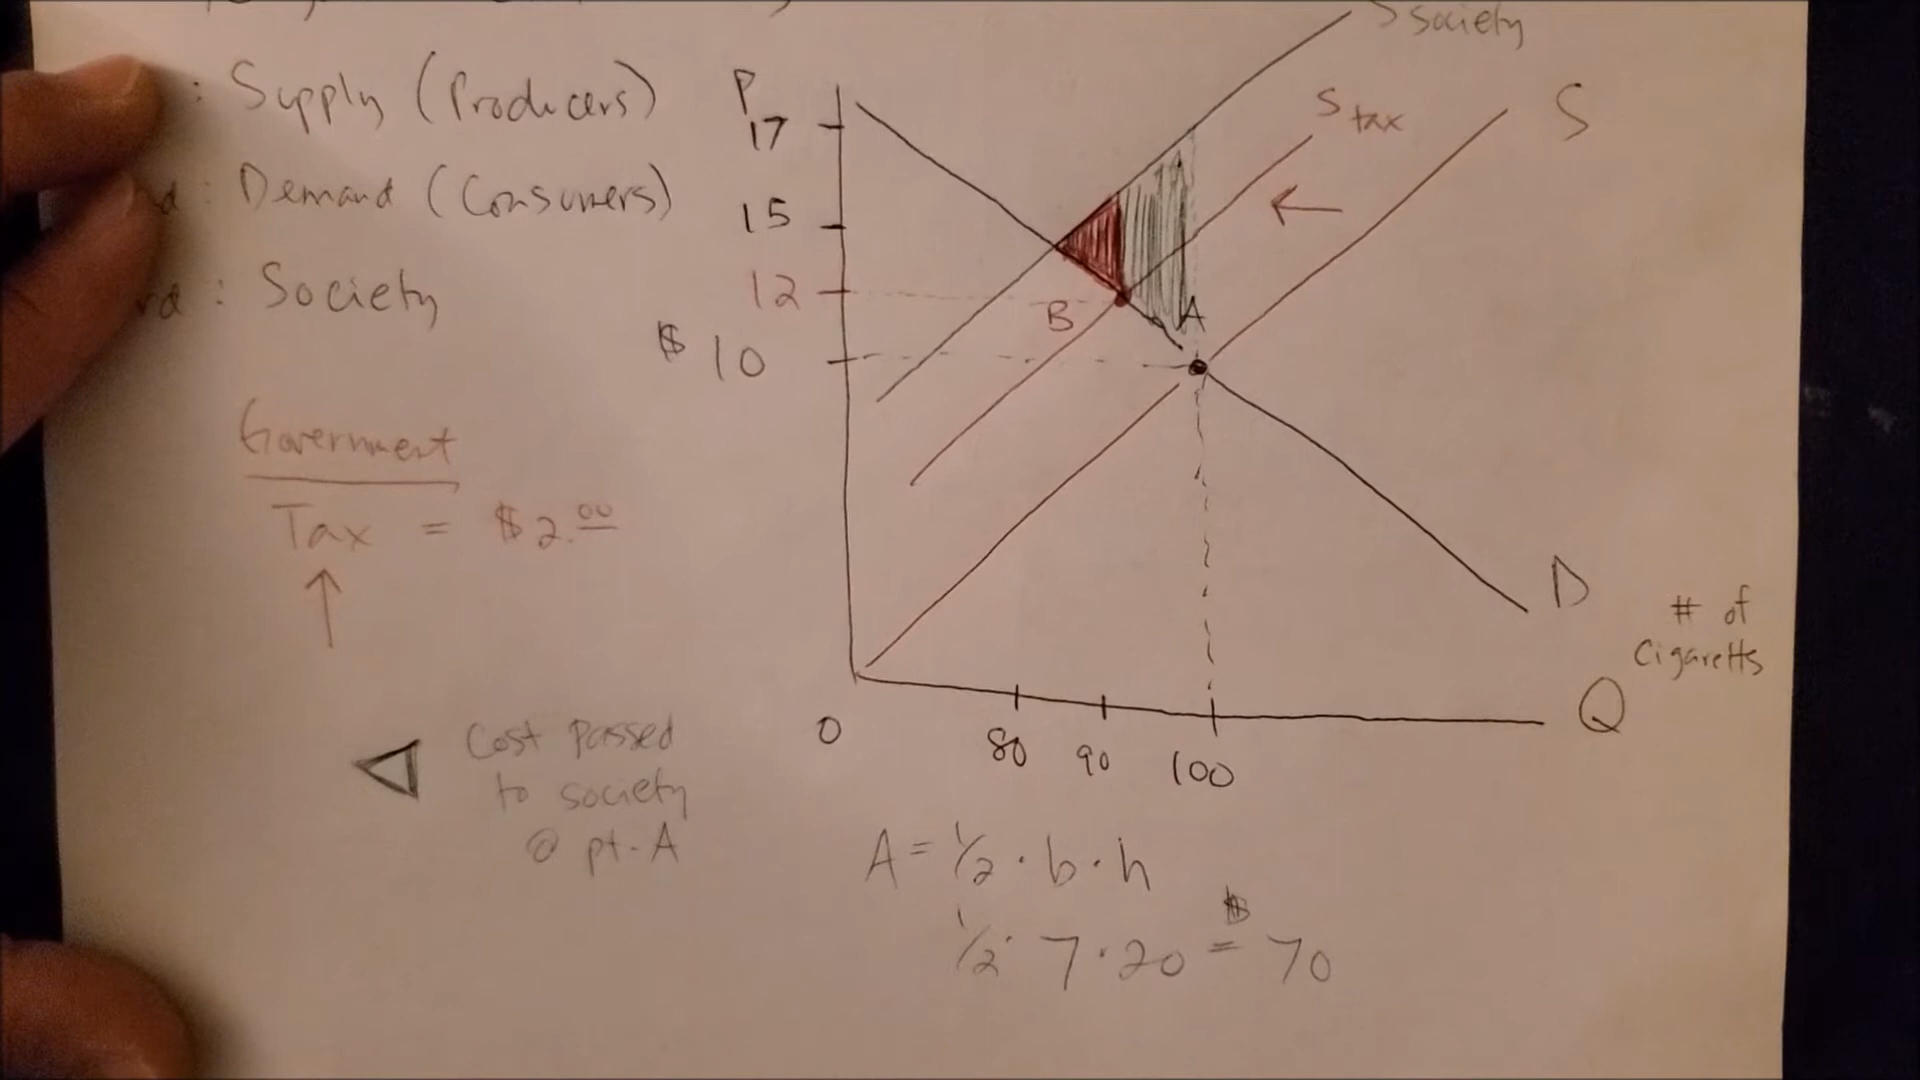 : Supply (Producers)
: Demand (Consumers)
: Society
Government
Tax = $2.00
Cost passed
to society
@ pt. A
P
17
15
12
$ 10
S society
S tax
S
B
A
D
# of
Cigaretts
Q
0
80
90
100
A = 1/2 · b · h
1/2 · 7 · 20 = $ 70